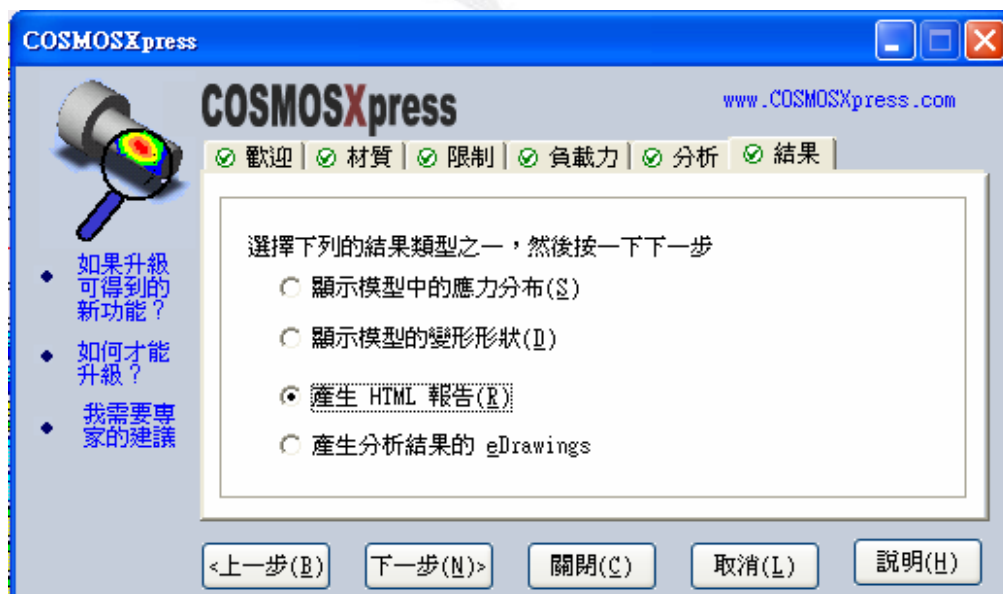 COSMOSXpress
COSMOSXpress
www.COSMOSXpress.com
歡迎 材質 限制 負載力 分析 結果
如果升級
可得到的
新功能？
如何才能
升級？
我需要專
家的建議
選擇下列的結果類型之一，然後按一下下一步
顯示模型中的應力分布(S)
顯示模型的變形形狀(D)
產生 HTML 報告(R)
產生分析結果的 eDrawings
<上一步(B) 下一步(N)> 關閉(C) 取消(L) 說明(H)